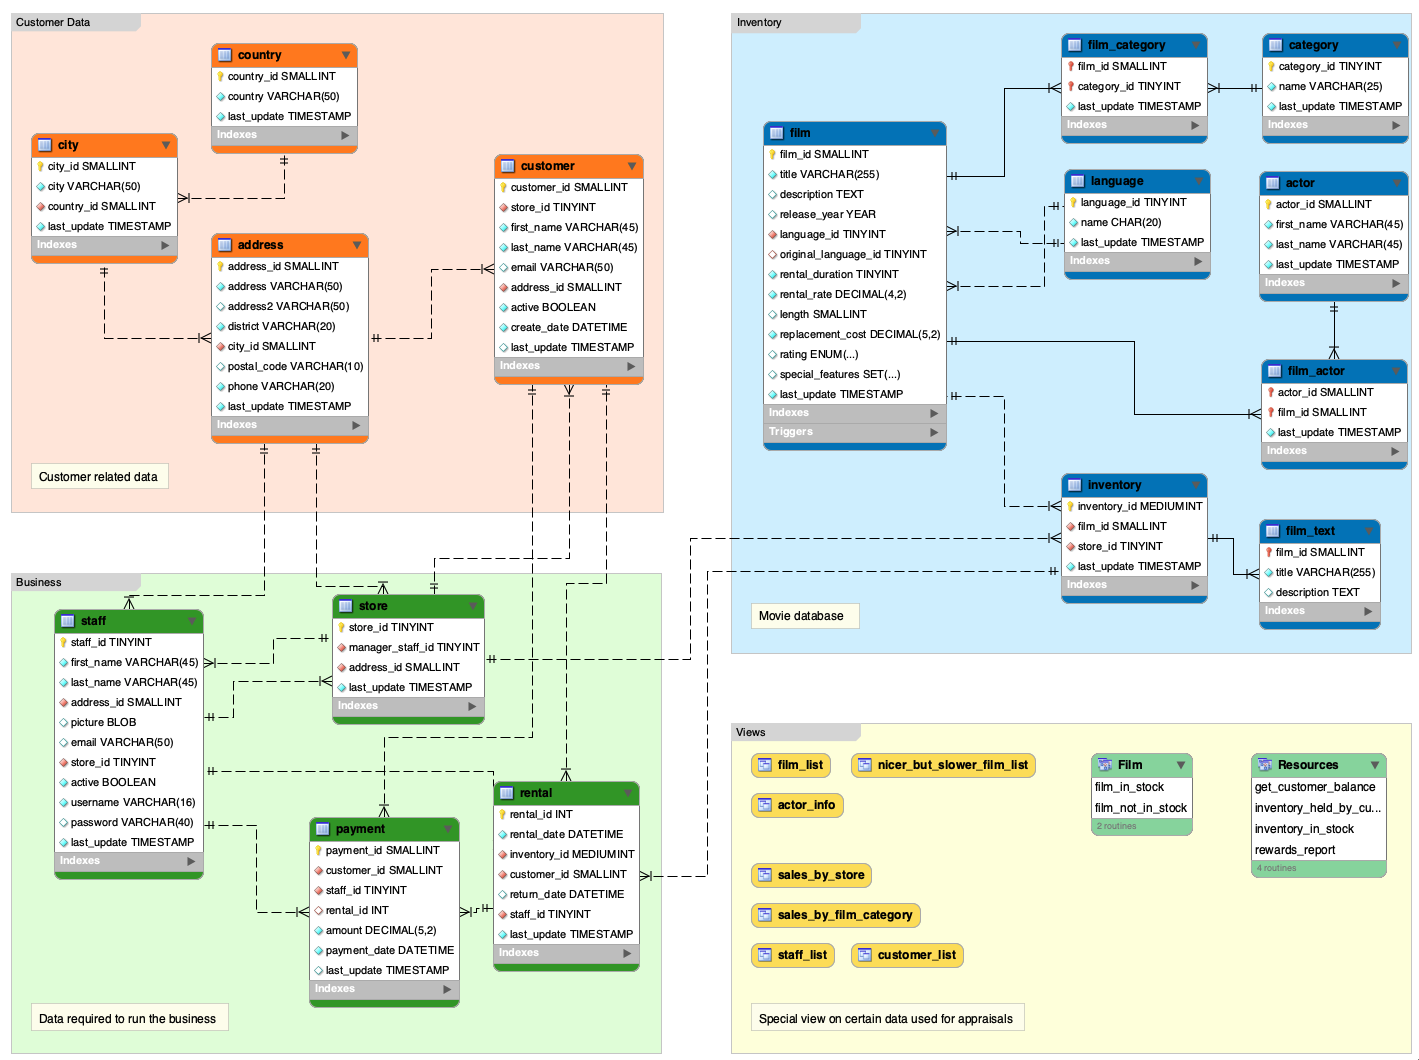 Customer Data
country
country_id SMALLINT
country VARCHAR(50)
last_update TIMESTAMP
Indexes
city
city_id SMALLINT
city VARCHAR(50)
country_id SMALLINT
last_update TIMESTAMP
Indexes
address
address_id SMALLINT
address VARCHAR(50)
address2 VARCHAR(50)
district VARCHAR(20)
city_id SMALLINT
postal_code VARCHAR(10)
phone VARCHAR(20)
last_update TIMESTAMP
Indexes
customer
customer_id SMALLINT
store_id TINYINT
first_name VARCHAR(45)
last_name VARCHAR(45)
email VARCHAR(50)
address_id SMALLINT
active BOOLEAN
create_date DATETIME
last_update TIMESTAMP
Indexes
Customer related data
Inventory
film
film_id SMALLINT
title VARCHAR(255)
description TEXT
release_year YEAR
language_id TINYINT
original_language_id TINYINT
rental_duration TINYINT
rental_rate DECIMAL(4,2)
length SMALLINT
replacement_cost DECIMAL(5,2)
rating ENUM(...)
special_features SET(...)
last_update TIMESTAMP
Indexes
Triggers
film_category
film_id SMALLINT
category_id TINYINT
last_update TIMESTAMP
Indexes
category
category_id TINYINT
name VARCHAR(25)
last_update TIMESTAMP
Indexes
language
language_id TINYINT
name CHAR(20)
last_update TIMESTAMP
Indexes
actor
actor_id SMALLINT
first_name VARCHAR(45)
last_name VARCHAR(45)
last_update TIMESTAMP
Indexes
film_actor
actor_id SMALLINT
film_id SMALLINT
last_update TIMESTAMP
Indexes
inventory
inventory_id MEDIUMINT
film_id SMALLINT
store_id TINYINT
last_update TIMESTAMP
Indexes
film_text
film_id SMALLINT
title VARCHAR(255)
description TEXT
Indexes
Movie database
Business
staff
staff_id TINYINT
first_name VARCHAR(45)
last_name VARCHAR(45)
address_id SMALLINT
picture BLOB
email VARCHAR(50)
store_id TINYINT
active BOOLEAN
username VARCHAR(16)
password VARCHAR(40)
last_update TIMESTAMP
Indexes
store
store_id TINYINT
manager_staff_id TINYINT
address_id SMALLINT
last_update TIMESTAMP
Indexes
payment
payment_id SMALLINT
customer_id SMALLINT
staff_id TINYINT
rental_id INT
amount DECIMAL(5,2)
payment_date DATETIME
last_update TIMESTAMP
Indexes
rental
rental_id INT
rental_date DATETIME
inventory_id MEDIUMINT
customer_id SMALLINT
return_date DATETIME
staff_id TINYINT
last_update TIMESTAMP
Indexes
Data required to run the business
Views
film_list
nicer_but_slower_film_list
actor_info
sales_by_store
sales_by_film_category
staff_list
customer_list
Film
film_in_stock
film_not_in_stock
2 routines
Resources
get_customer_balance
inventory_held_by_cu...
inventory_in_stock
rewards_report
4 routines
Special view on certain data used for appraisals